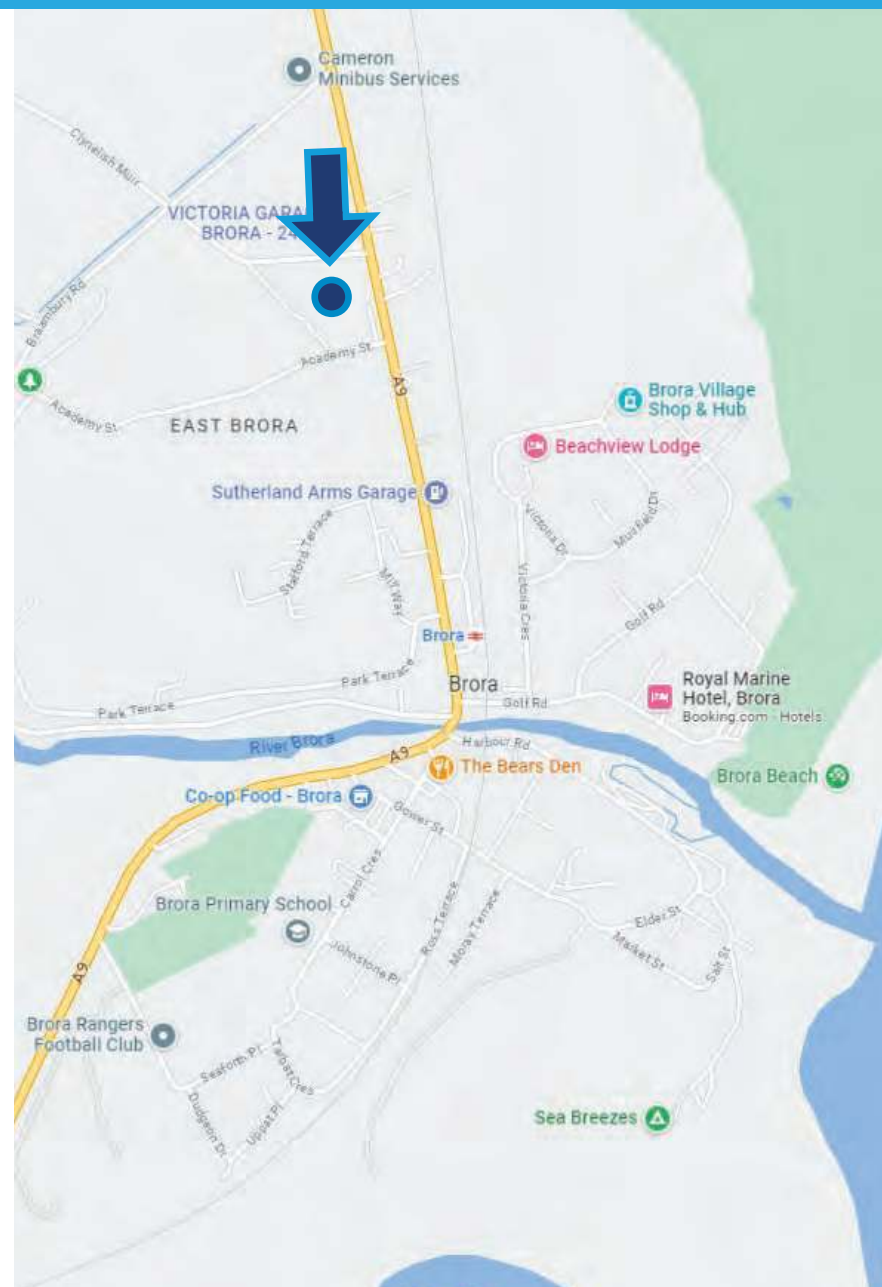 Cameron
Minibus Services
Clynelish Muir
VICTORIA GARA
BRORA - 24
Braambury Rd
Academy St
A9
Academy St
EAST BRORA
Brora Village
Shop & Hub
Beachview Lodge
Sutherland Arms Garage
Stafford Terrace
Victoria Dr
Muirfield Dr
Mill Way
Victoria Cres
Golf Rd
Brora
Park Terrace
Brora
Royal Marine
Hotel, Brora
Booking.com · Hotels
Golf Rd
Park Terrace
River Brora
Harbour Rd
A9
The Bears Den
Brora Beach
Co-op Food - Brora
Gower St
Brora Primary School
Carrol Cres
Ross Terrace
Moray Terrace
Elder St
Market St
Salt St
Johnstone Pl
A9
Brora Rangers
Football Club
Seaforth Pl
Tarbat Cres
Dudgeon Dr
Uppat Pl
Sea Breezes